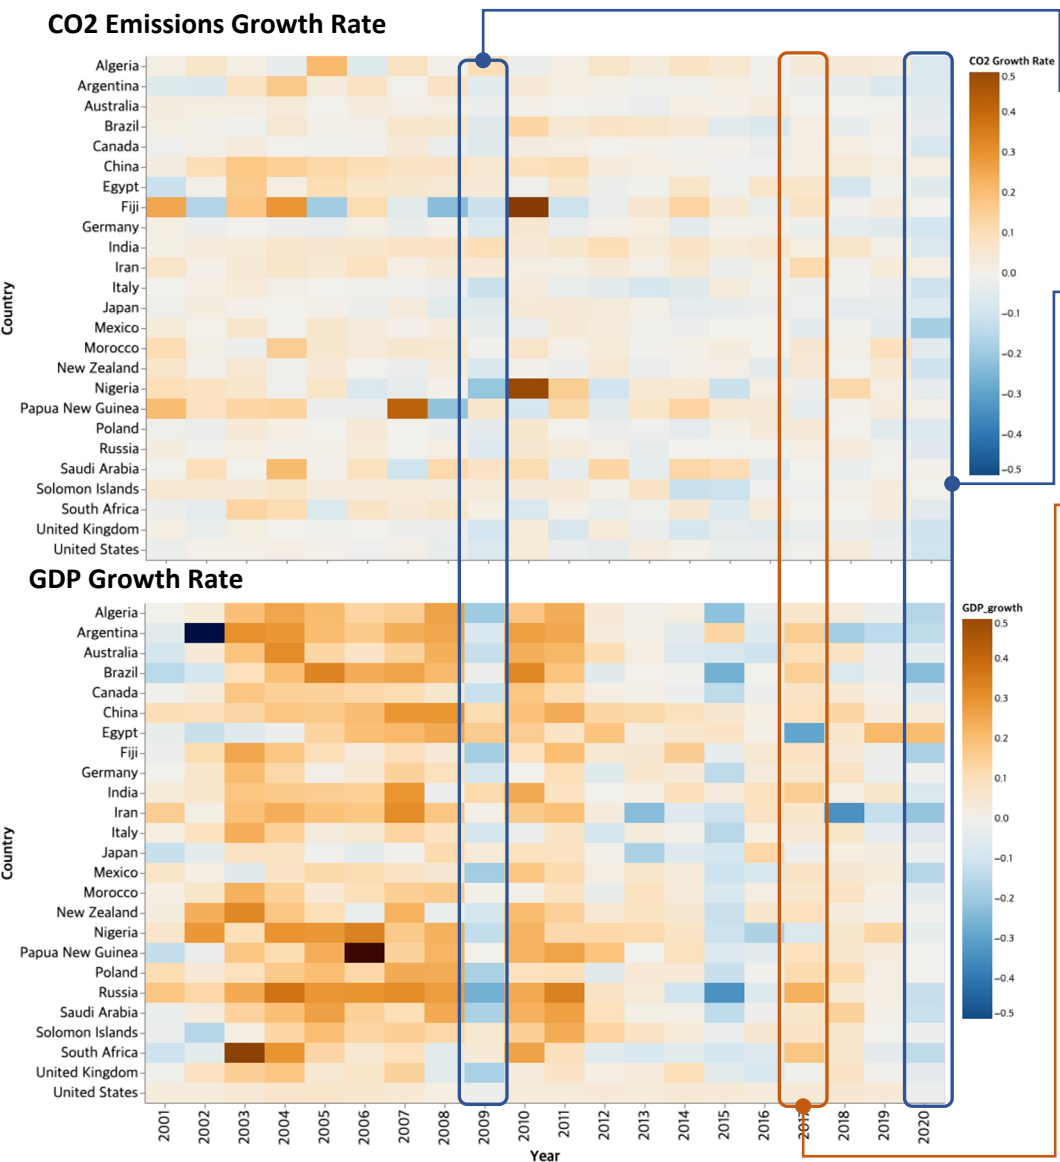 CO2 Emissions Growth Rate
Country
Algeria
Argentina
Australia
Brazil
Canada
China
Egypt
Fiji
Germany
India
Iran
Italy
Japan
Mexico
Morocco
New Zealand
Nigeria
Papua New Guinea
Poland
Russia
Saudi Arabia
Solomon Islands
South Africa
United Kingdom
United States
CO2 Growth Rate
0.5
0.4
0.3
0.2
0.1
0.0
−0.1
−0.2
−0.3
−0.4
−0.5
GDP Growth Rate
Country
Algeria
Argentina
Australia
Brazil
Canada
China
Egypt
Fiji
Germany
India
Iran
Italy
Japan
Mexico
Morocco
New Zealand
Nigeria
Papua New Guinea
Poland
Russia
Saudi Arabia
Solomon Islands
South Africa
United Kingdom
United States
GDP_growth
0.5
0.4
0.3
0.2
0.1
0.0
−0.1
−0.2
−0.3
−0.4
−0.5
2001
2002
2003
2004
2005
2006
2007
2008
2009
2010
2011
2012
2013
2014
2015
2016
2017
2018
2019
2020
Year